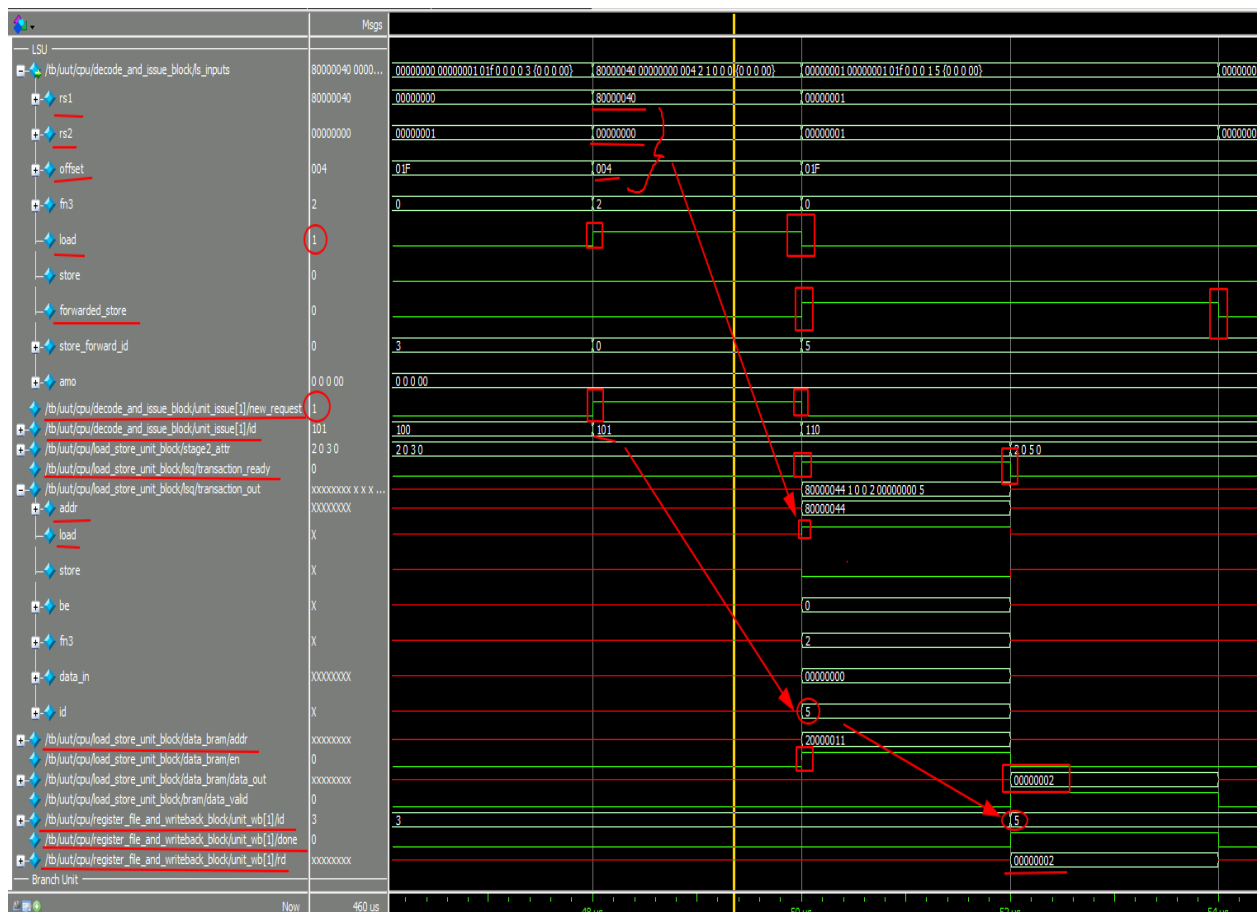 Msgs
LSU
/tb/uut/cpu/decode_and_issue_block/ls_inputs 80000040 0000... 00000000 00000001 01f 0 0 0 0 3 {0 0 0 00} 80000040 00000000 004 2 1 0 0 0 {0 0 0 00} 00000001 00000001 01f 0 0 0 1 5 {0 0 0 00} 0000000
rs1 80000040 00000000 80000040 00000001
rs2 00000000 00000001 00000000 00000001 0000000
offset 004 01F 004 01F
fn3 2 0 2 0
load 1
store 0
forwarded_store 0
store_forward_id 0 3 0 5
amo 0 0 0 00 0 0 0 00
/tb/uut/cpu/decode_and_issue_block/unit_issue[1]/new_request 1
/tb/uut/cpu/decode_and_issue_block/unit_issue[1]/id 101 100 101 110
/tb/uut/cpu/load_store_unit_block/stage2_attr 2 0 3 0 2 0 3 0 2 0 5 0
/tb/uut/cpu/load_store_unit_block/lsq/transaction_ready 0
/tb/uut/cpu/load_store_unit_block/lsq/transaction_out xxxxxxxx x x x ... 80000044 1 0 0 2 00000000 5
addr XXXXXXXX 80000044
load X
store X
be X 0
fn3 X 2
data_in XXXXXXXX 00000000
id X 5
/tb/uut/cpu/load_store_unit_block/data_bram/addr xxxxxxxx 20000011
/tb/uut/cpu/load_store_unit_block/data_bram/en 0
/tb/uut/cpu/load_store_unit_block/data_bram/data_out xxxxxxxx 00000002
/tb/uut/cpu/load_store_unit_block/bram/data_valid 0
/tb/uut/cpu/register_file_and_writeback_block/unit_wb[1]/id 3 3 5
/tb/uut/cpu/register_file_and_writeback_block/unit_wb[1]/done 0
/tb/uut/cpu/register_file_and_writeback_block/unit_wb[1]/rd xxxxxxxx 00000002
Branch Unit
Now 460 us